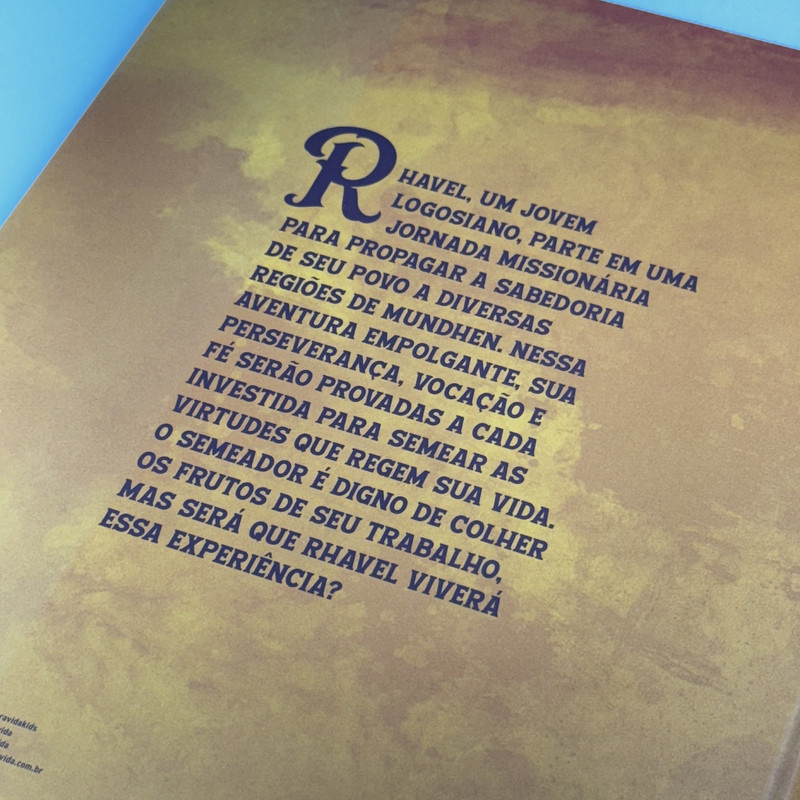 RHAVEL, UM JOVEM
LOGOSIANO, PARTE EM UMA
JORNADA MISSIONÁRIA
PARA PROPAGAR A SABEDORIA
DE SEU POVO A DIVERSAS
REGIÕES DE MUNDHEN. NESSA
AVENTURA EMPOLGANTE, SUA
PERSEVERANÇA, VOCAÇÃO E
FÉ SERÃO PROVADAS A CADA
INVESTIDA PARA SEMEAR AS
VIRTUDES QUE REGEM SUA VIDA.
O SEMEADOR É DIGNO DE COLHER
OS FRUTOS DE SEU TRABALHO,
MAS SERÁ QUE RHAVEL VIVERÁ
ESSA EXPERIÊNCIA?